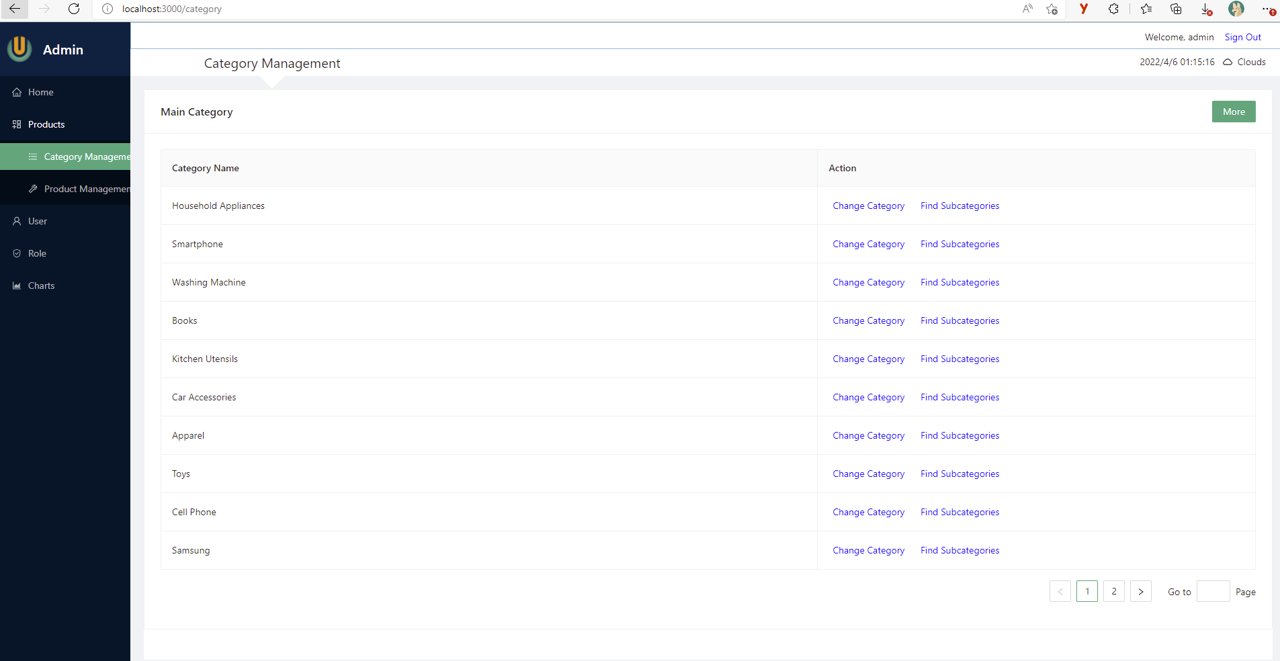 localhost:3000/category
Admin
Welcome, admin Sign Out
Category Management
2022/4/6 01:15:16 Clouds
Home
Products
Category Manageme
Product Managemen
User
Role
Charts
Main Category
More
Category Name Action
Household Appliances Change Category Find Subcategories
Smartphone Change Category Find Subcategories
Washing Machine Change Category Find Subcategories
Books Change Category Find Subcategories
Kitchen Utensils Change Category Find Subcategories
Car Accessories Change Category Find Subcategories
Apparel Change Category Find Subcategories
Toys Change Category Find Subcategories
Cell Phone Change Category Find Subcategories
Samsung Change Category Find Subcategories
< 1 2 > Go to Page